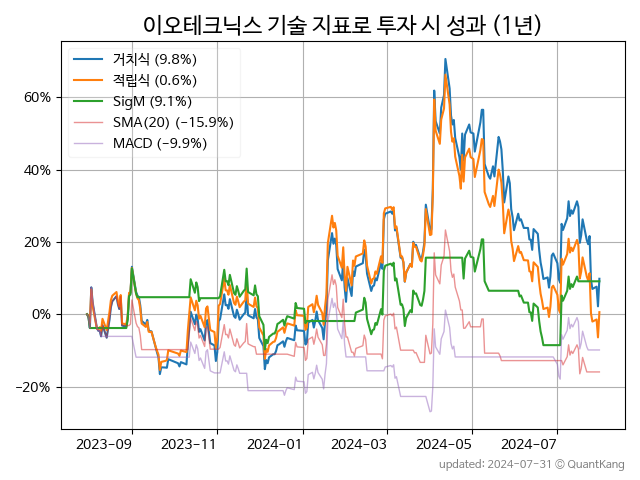 이오테크닉스 기술 지표로 투자 시 성과 (1년)
거치식 (9.8%)
적립식 (0.6%)
SigM (9.1%)
SMA(20) (−15.9%)
MACD (−9.9%)
60%
40%
20%
0%
−20%
2023-09
2023-11
2024-01
2024-03
2024-05
2024-07
updated: 2024-07-31 © QuantKang